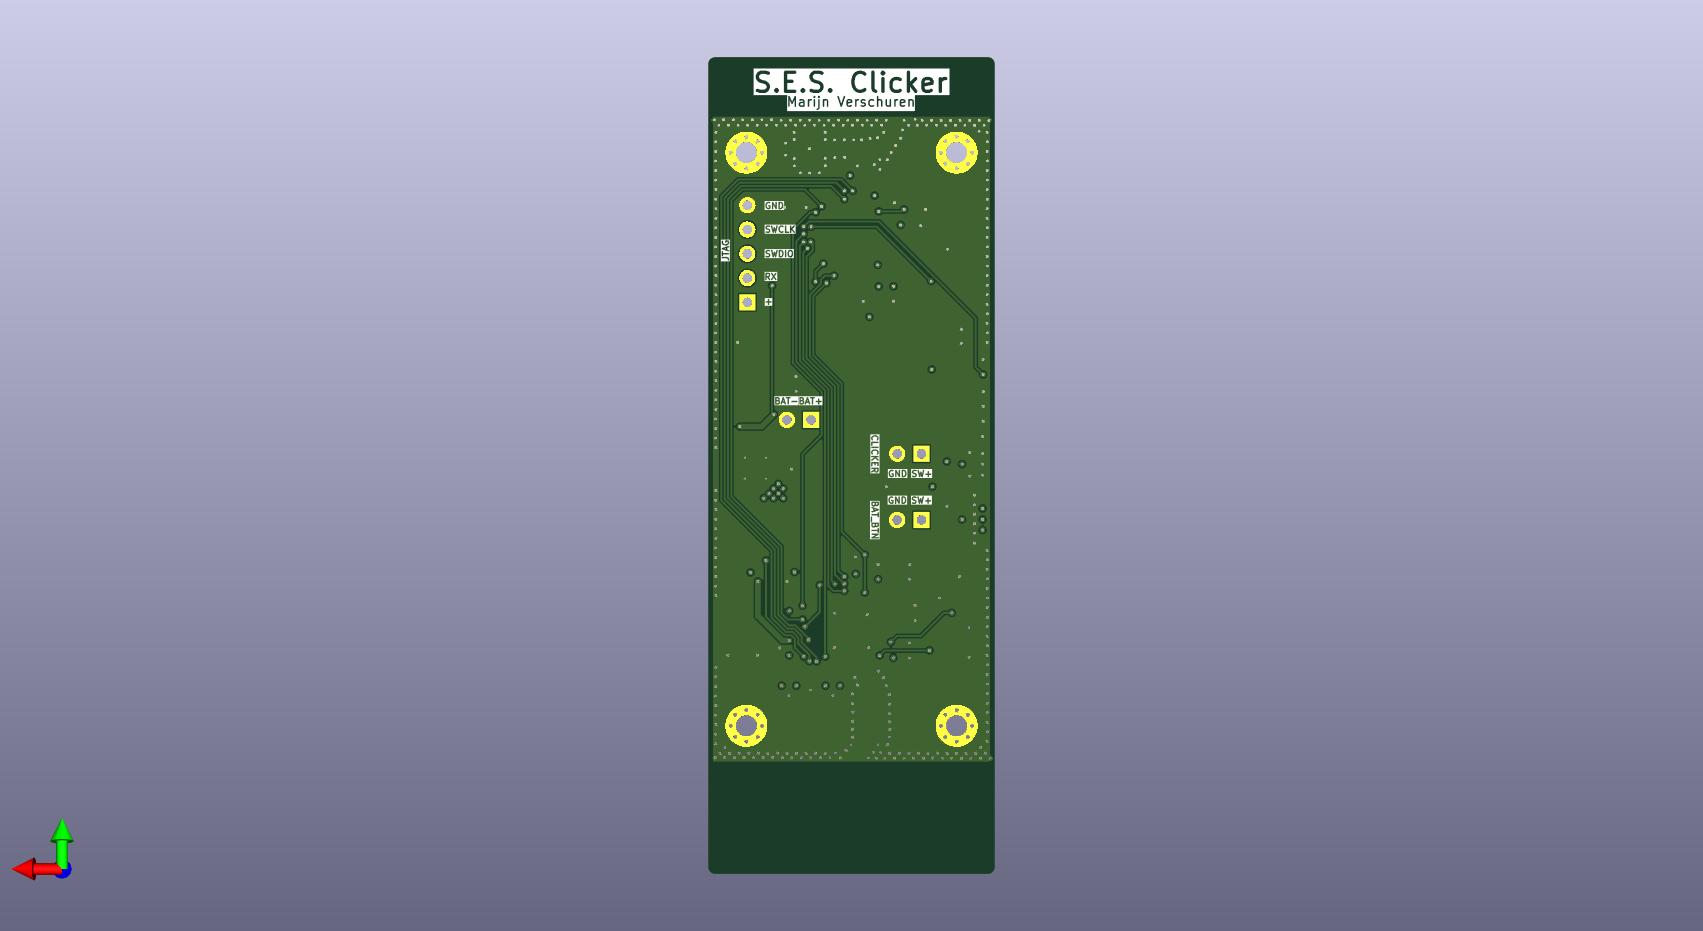 S.E.S. Clicker
Marijn Verschuren
GND
SWCLK
JTAG
SWDIO
RX
+
BAT- BAT+
CLICKER
GND SW+
GND SW+
BAT_BTN